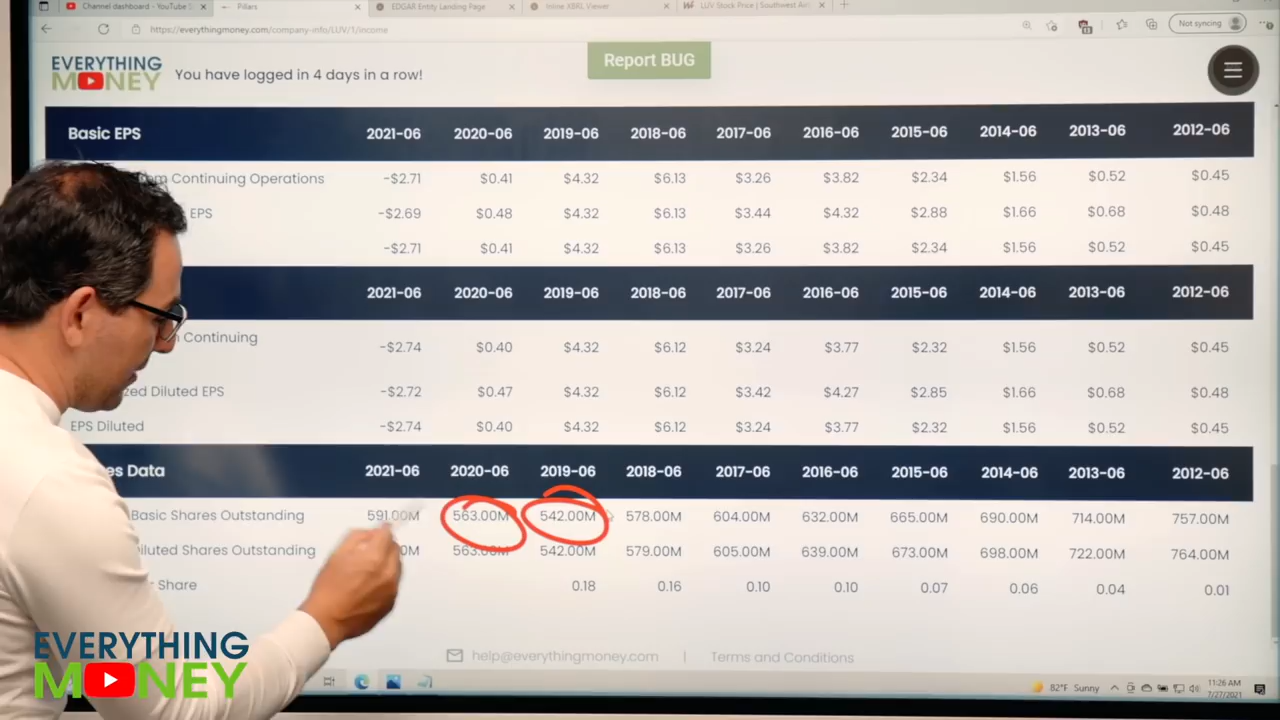 Channel dashboard - YouTube S
Pillars
EDGAR Entity Landing Page
Inline XBRL Viewer
LUV Stock Price | Southwest Air
https://everythingmoney.com/company-info/LUV/1/income
Not syncing
EVERYTHING
MONEY
You have logged in 4 days in a row!
Report BUG
Basic EPS 2021-06 2020-06 2019-06 2018-06 2017-06 2016-06 2015-06 2014-06 2013-06 2012-06
Continuing Operations -$2.71 $0.41 $4.32 $6.13 $3.26 $3.82 $2.34 $1.56 $0.52 $0.45
EPS -$2.69 $0.48 $4.32 $6.13 $3.44 $4.32 $2.88 $1.66 $0.68 $0.48
-$2.71 $0.41 $4.32 $6.13 $3.26 $3.82 $2.34 $1.56 $0.52 $0.45
2021-06 2020-06 2019-06 2018-06 2017-06 2016-06 2015-06 2014-06 2013-06 2012-06
Continuing
-$2.74 $0.40 $4.32 $6.12 $3.24 $3.77 $2.32 $1.56 $0.52 $0.45
Diluted EPS -$2.72 $0.47 $4.32 $6.12 $3.42 $4.27 $2.85 $1.66 $0.68 $0.48
EPS Diluted -$2.74 $0.40 $4.32 $6.12 $3.24 $3.77 $2.32 $1.56 $0.52 $0.45
Data 2021-06 2020-06 2019-06 2018-06 2017-06 2016-06 2015-06 2014-06 2013-06 2012-06
Basic Shares Outstanding 591.00M 563.00M 542.00M 578.00M 604.00M 632.00M 665.00M 690.00M 714.00M 757.00M
Shares Outstanding 563.00M 542.00M 579.00M 605.00M 639.00M 673.00M 698.00M 722.00M 764.00M
Share 0.18 0.16 0.10 0.10 0.07 0.06 0.04 0.01
help@everythingmoney.com | Terms and Conditions
EVERYTHING
MONEY
82°F Sunny
11:26 AM
7/27/2021